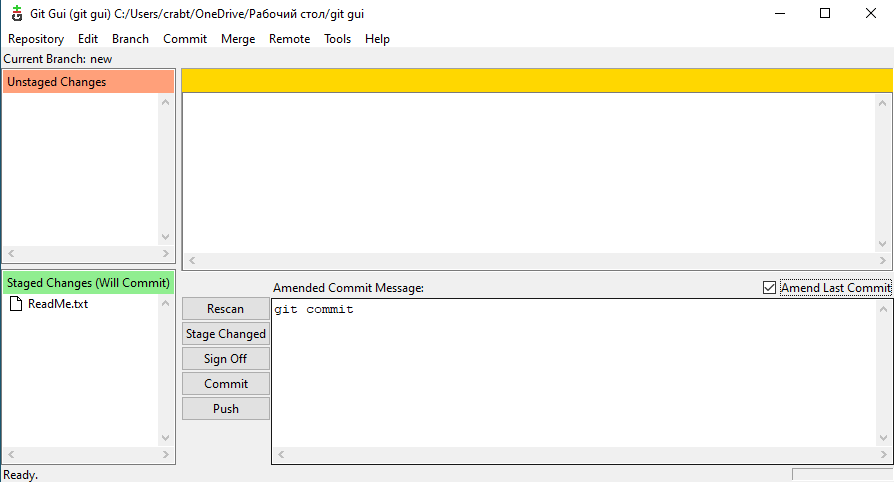 Git Gui (git gui) C:/Users/crabt/OneDrive/Рабочий стол/git gui
Repository Edit Branch Commit Merge Remote Tools Help
Current Branch: new
Unstaged Changes
Staged Changes (Will Commit)
ReadMe.txt
Amended Commit Message:
Amend Last Commit
Rescan
git commit
Stage Changed
Sign Off
Commit
Push
Ready.